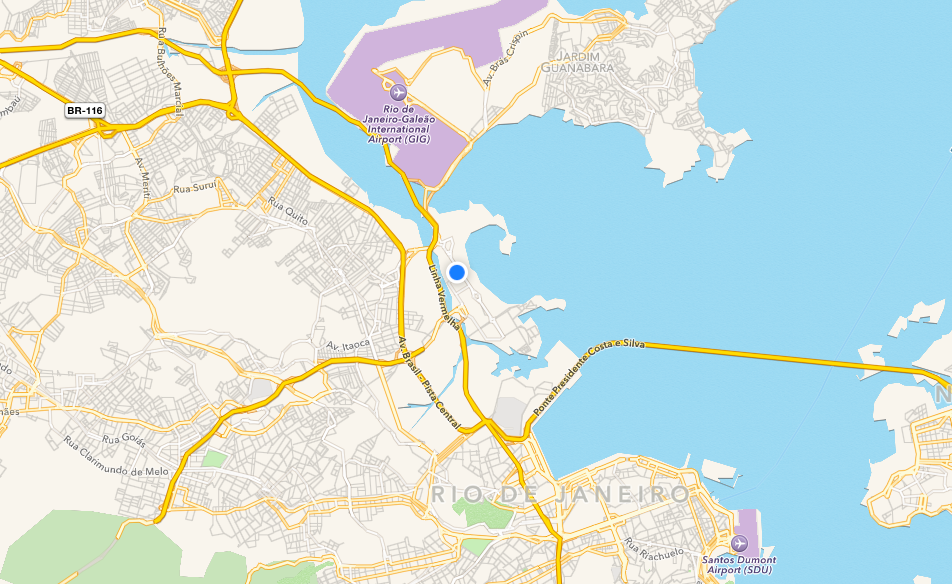 Av. Bras Crispin
JARDIM
GUANABARA
Rua Bulhões Marcial
BR-116
Rio de
Janeiro-Galeão
International
Airport (GIG)
Av. Meriti
Rua Suruí
Rua Quito
Linha Vermelha
Av. Itaoca
Av. Brasil - Pista Central
Ponte Presidente Costa e Silva
Rua Goiás
Rua Clarimundo de Melo
RIO DE JANEIRO
Rua Riachuelo
Santos Dumont
Airport (SDU)
N